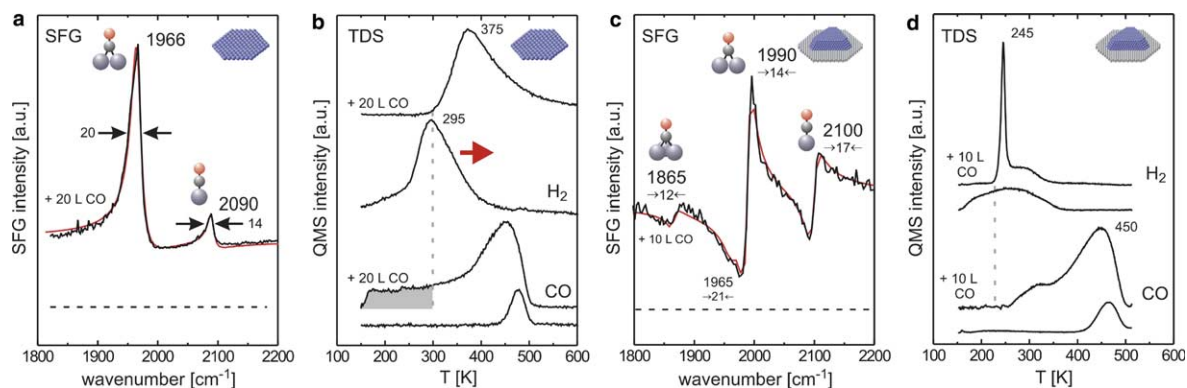 a
SFG
1966
20
+ 20 L CO
2090
14
SFG intensity [a.u.]
1800
1900
2000
2100
2200
wavenumber [cm⁻¹]
b
TDS
375
+ 20 L CO
295
H₂
+ 20 L CO
CO
QMS intensity [a.u.]
100
200
300
400
500
600
T [K]
c
SFG
1990
→14←
2100
→17←
1865
→12←
+ 10 L CO
1965
→21←
SFG intensity [a.u.]
1800
1900
2000
2100
2200
wavenumber [cm⁻¹]
d
TDS
245
+ 10 L
CO
H₂
450
+ 10 L
CO
CO
QMS intensity [a.u.]
100
200
300
400
500
600
T [K]